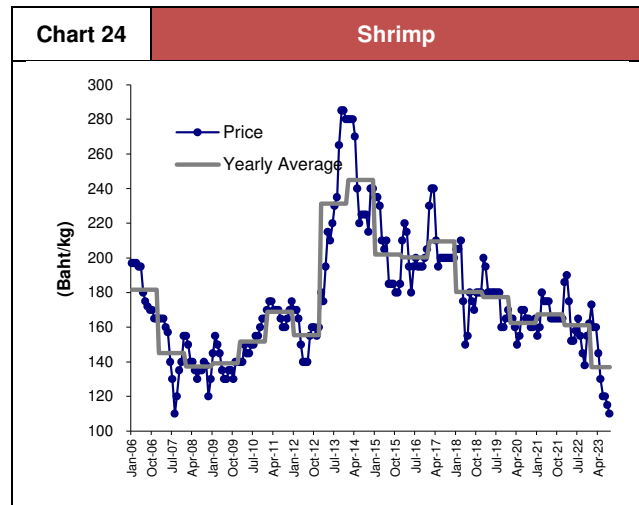 Chart 24
Shrimp
300
280
260
240
220
200
180
160
140
120
100
(Baht/kg)
Price
Yearly Average
Jan-06
Oct-06
Jul-07
Apr-08
Jan-09
Oct-09
Jul-10
Apr-11
Jan-12
Oct-12
Jul-13
Apr-14
Jan-15
Oct-15
Jul-16
Apr-17
Jan-18
Oct-18
Jul-19
Apr-20
Jan-21
Oct-21
Jul-22
Apr-23